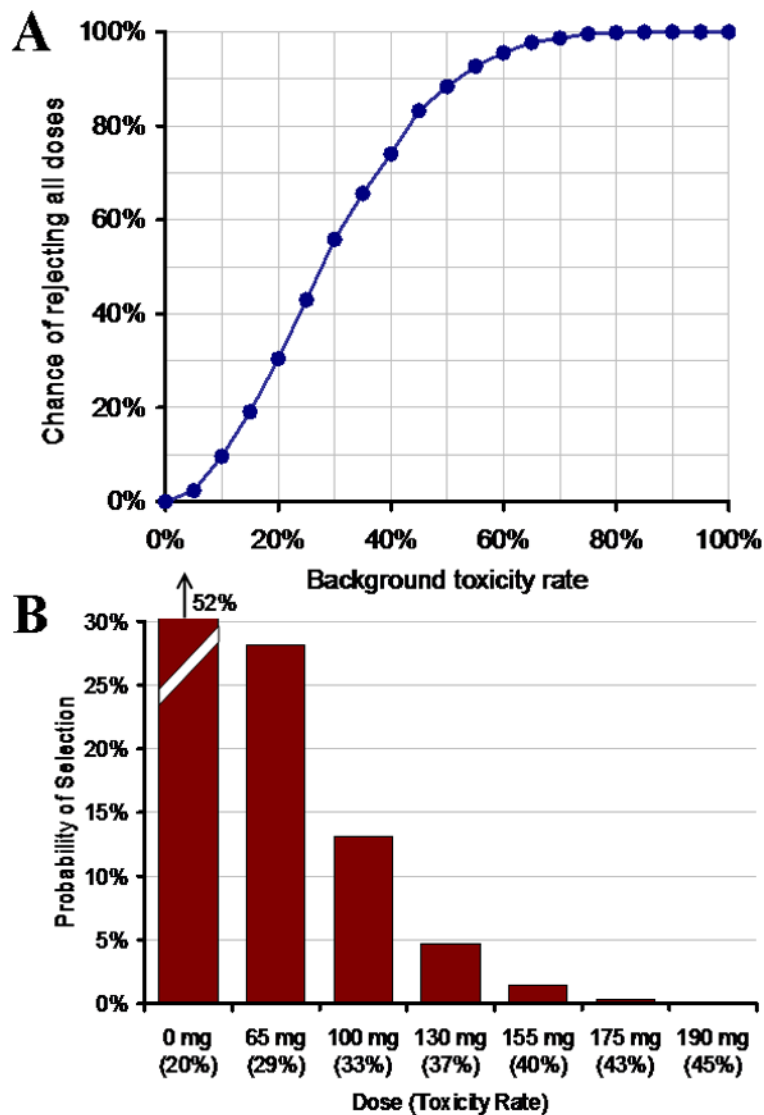 A
100%
80%
60%
40%
20%
0%
Chance of rejecting all doses
0% 20% 40% 60% 80% 100%
Background toxicity rate
B
52%
30%
25%
20%
15%
10%
5%
0%
Probability of Selection
0 mg 65 mg 100 mg 130 mg 155 mg 175 mg 190 mg
(20%) (29%) (33%) (37%) (40%) (43%) (45%)
Dose (Toxicity Rate)